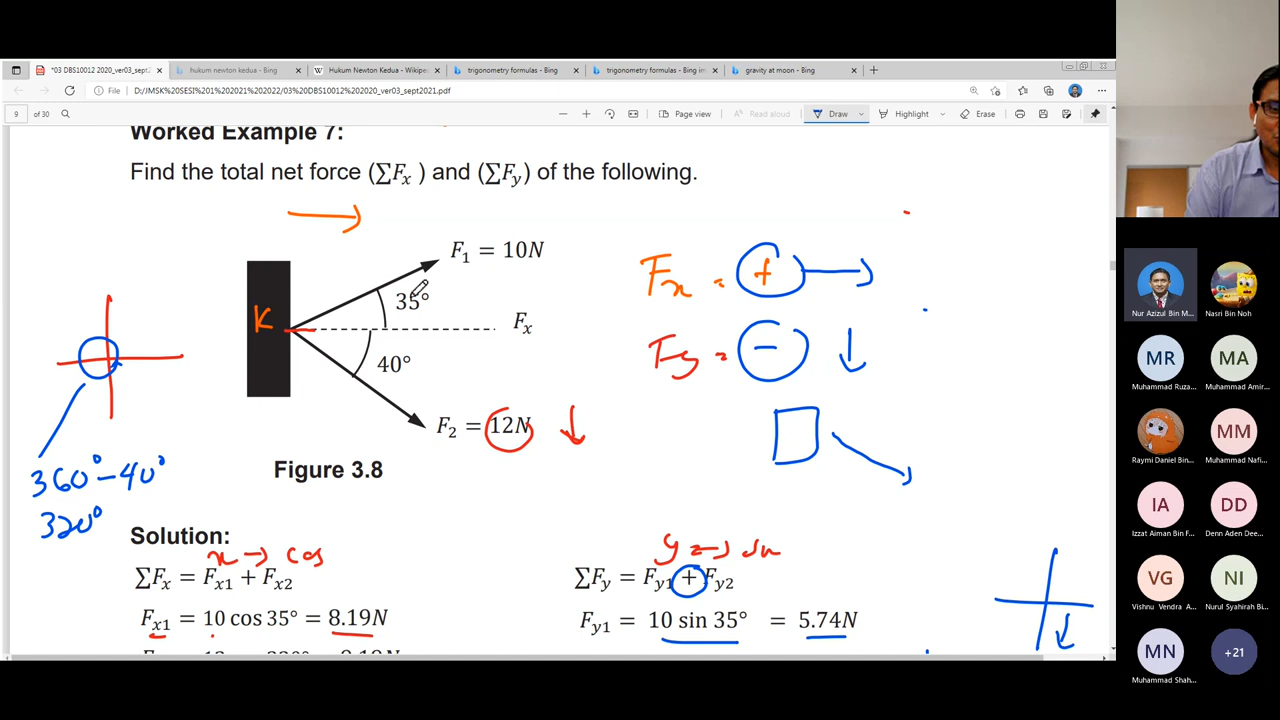 *03 DBS10012 2020_ver03_sept2
hukum newton kedua - Bing
Hukum Newton Kedua - Wikipe
trigonometry formulas - Bing
trigonometry formulas - Bing im
gravity at moon - Bing
File D:/JMSK%20SESI%201%202021%202022/03%20DBS10012%202020_ver03_sept2021.pdf
9 of 30
Page view
Read aloud
Draw
Highlight
Erase
Worked Example 7:
Find the total net force (∑Fx ) and (∑Fy) of the following.
F1 = 10N
35°
K
Fx
40°
F2 = 12N
Fx = +
Fy = −
360° − 40°
320°
Figure 3.8
Solution:
x → cos
∑Fx = Fx1 + Fx2
Fx1 = 10 cos 35° = 8.19N
∑Fy = Fy1 + Fy2
Fy1 = 10 sin 35° = 5.74N
Nur Azizul Bin M...
Nasri Bin Noh
MR
Muhammad Ruza...
MA
Muhammad Amir...
Raymi Daniel Bin...
MM
Muhammad Nafi...
IA
Izzat Aiman Bin F...
DD
Denn Aden Dee...
VG
Vishnu Vendra A...
NI
Nurul Syahirah Bi...
MN
Muhammad Shah...
+21